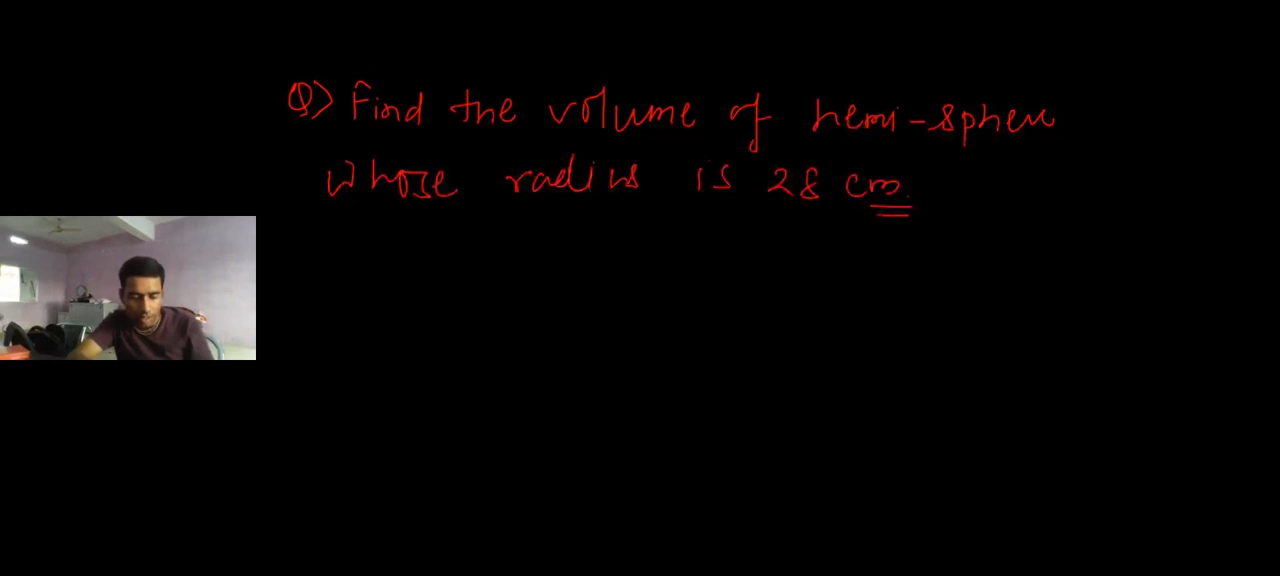 Q) Find the volume of hemi-sphere
whose radius is 28 cm.